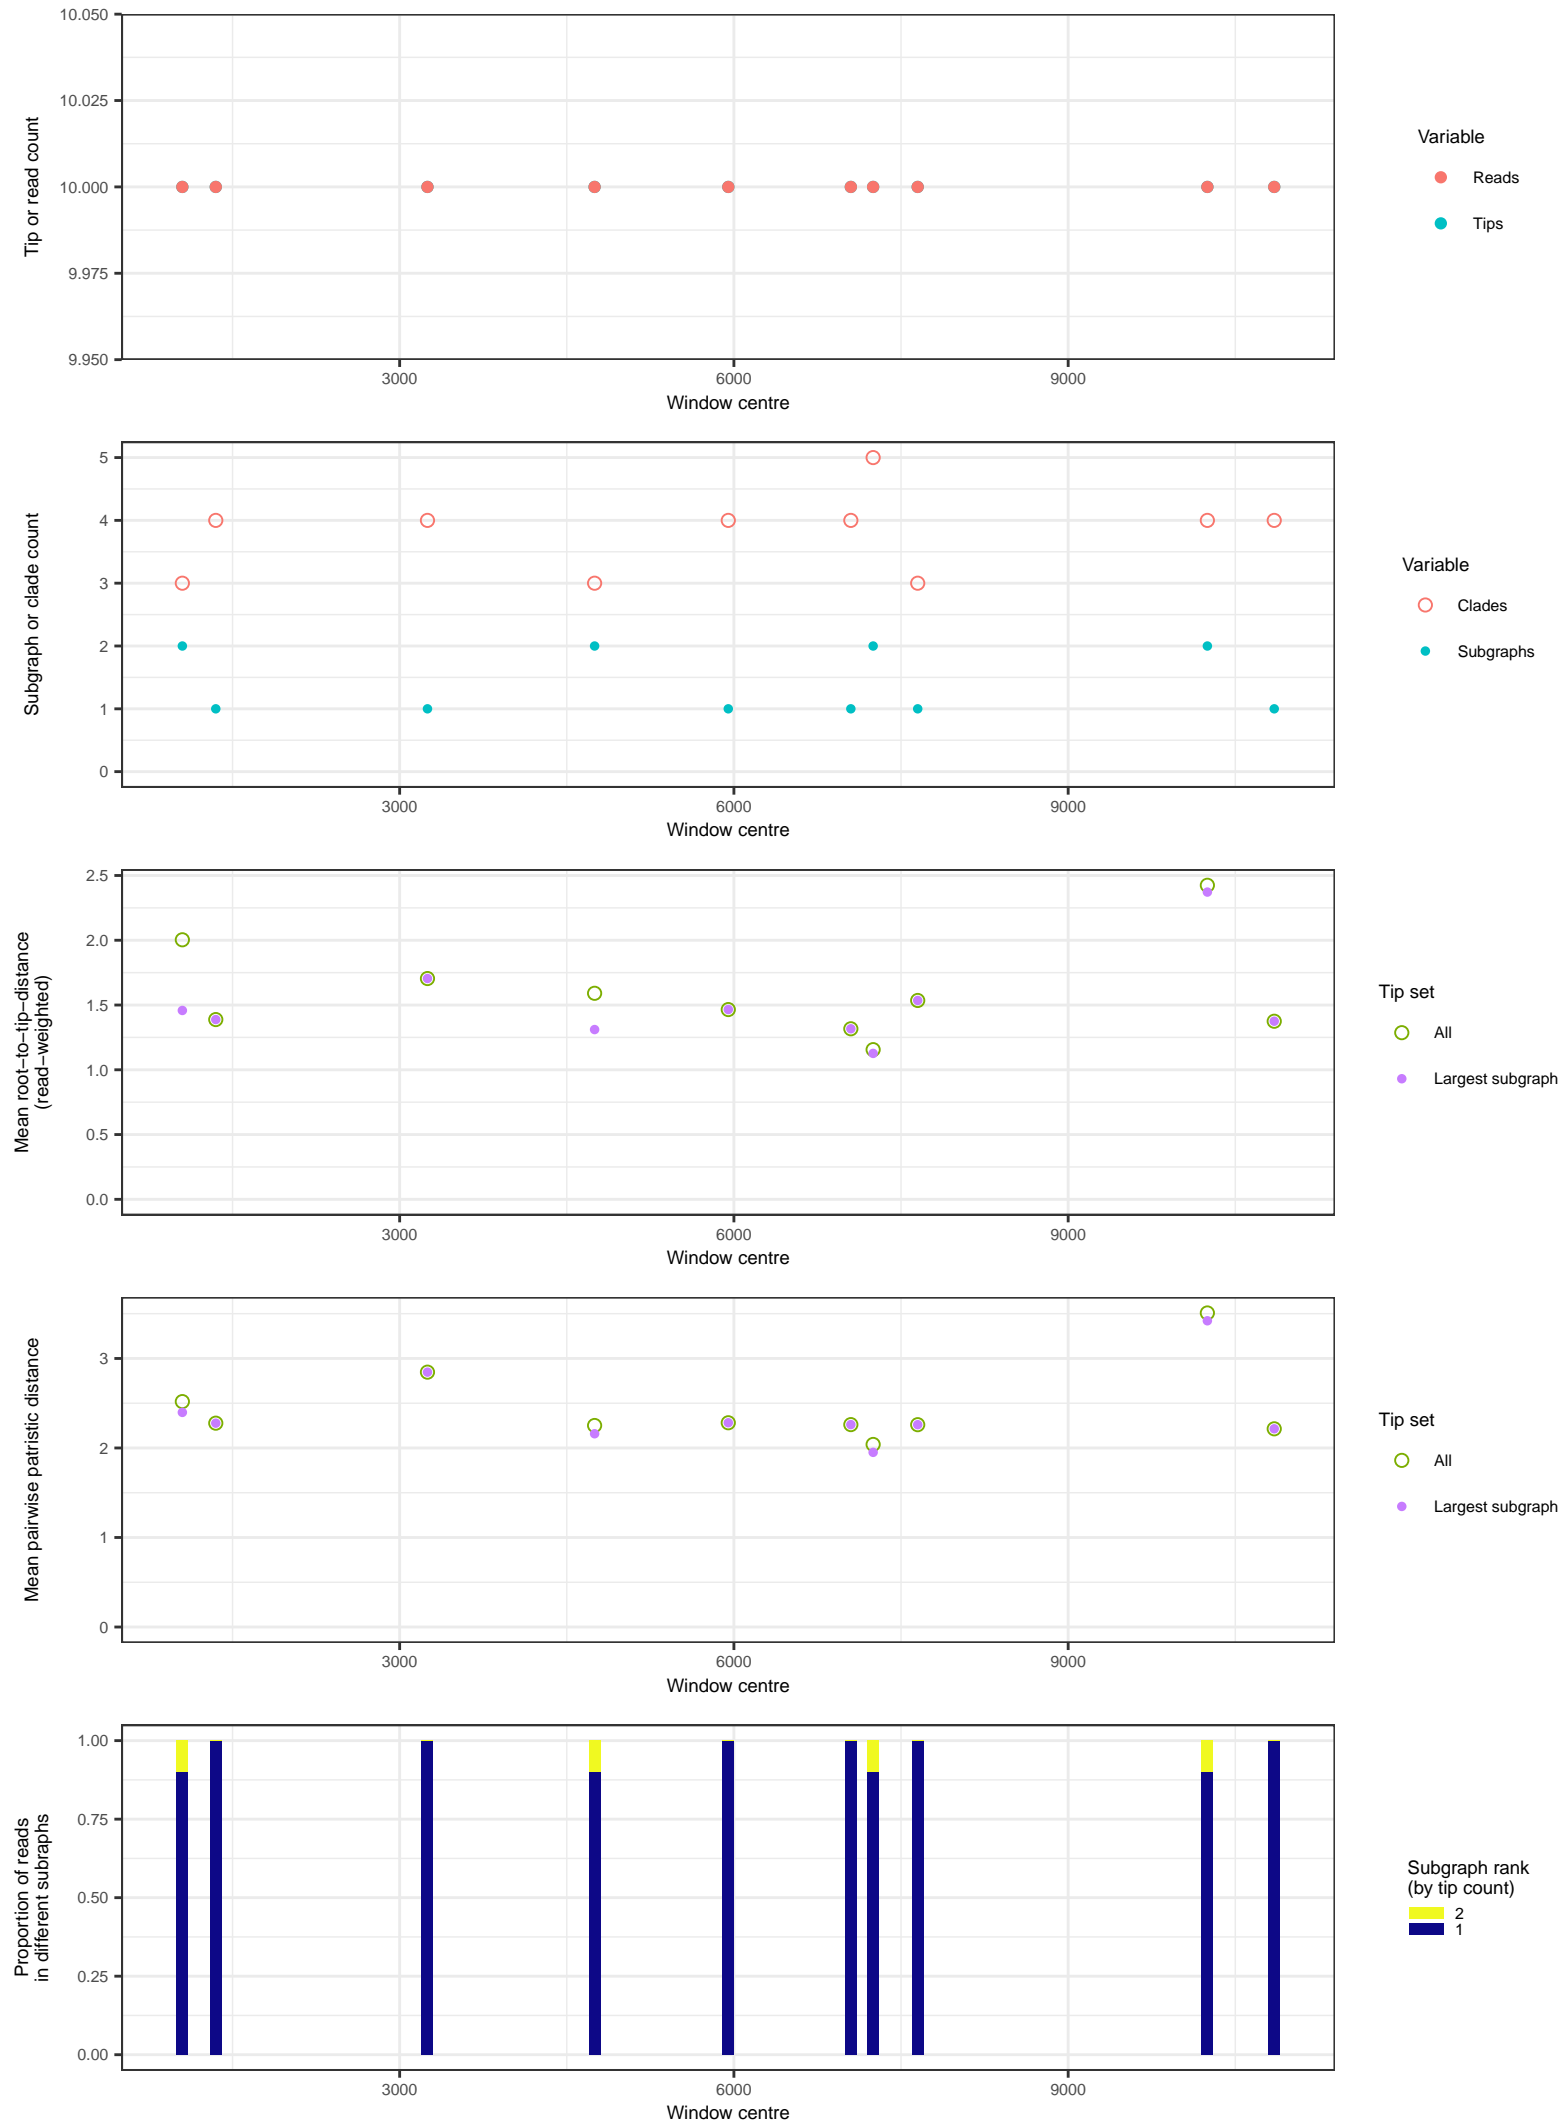 10.050
10.025
10.000
9.975
9.950
Tip or read count
3000
6000
9000
Window centre
Variable
Reads
Tips
5
4
3
2
1
0
Subgraph or clade count
3000
6000
9000
Window centre
Variable
Clades
Subgraphs
2.5
2.0
1.5
1.0
0.5
0.0
Mean root−to−tip−distance
(read−weighted)
3000
6000
9000
Window centre
Tip set
All
Largest subgraph
3
2
1
0
Mean pairwise patristic distance
3000
6000
9000
Window centre
Tip set
All
Largest subgraph
1.00
0.75
0.50
0.25
0.00
Proportion of reads
in different subraphs
3000
6000
9000
Window centre
Subgraph rank
(by tip count)
2
1